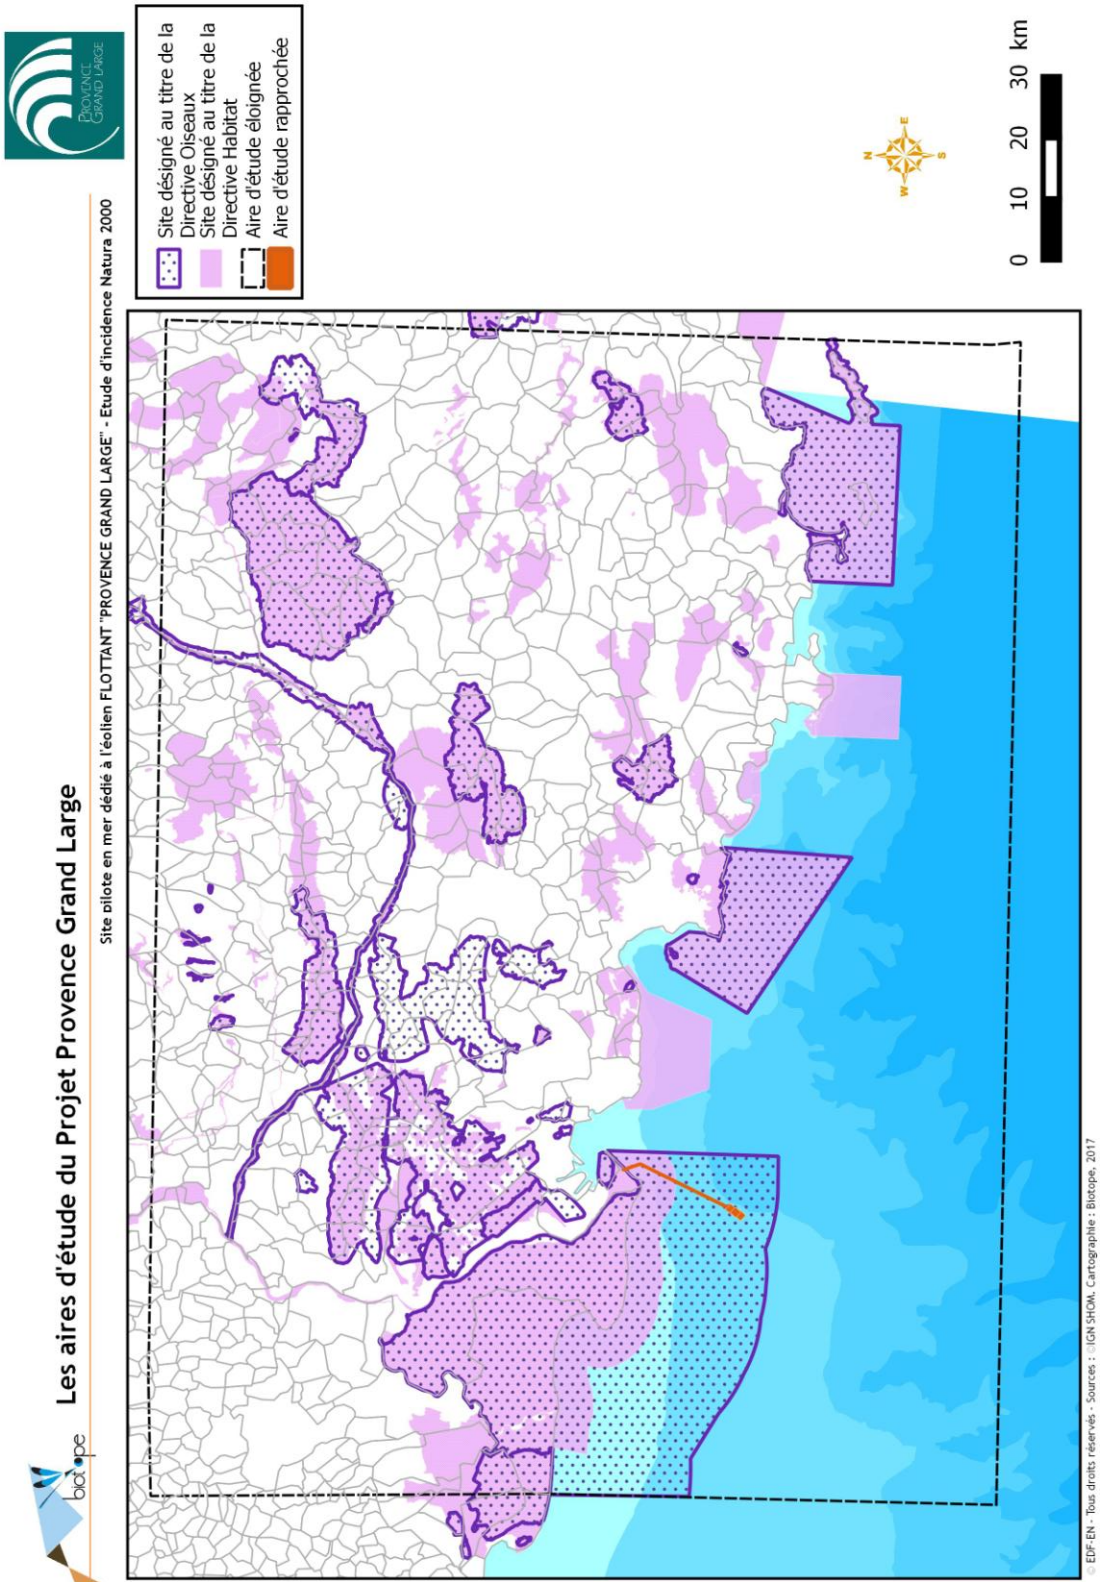 biotope
Les aires d'étude du Projet Provence Grand Large
Site pilote en mer dédié à l'éolien FLOTTANT "PROVENCE GRAND LARGE" - Etude d'incidence Natura 2000
PROVENCE
GRAND LARGE
Site désigné au titre de la
Directive Oiseaux
Site désigné au titre de la
Directive Habitat
Aire d'étude éloignée
Aire d'étude rapprochée
N
W
E
S
0 10 20 30 km
© EDF-EN - Tous droits réservés - Sources : ©IGN SHOM. Cartographie : Biotope, 2017